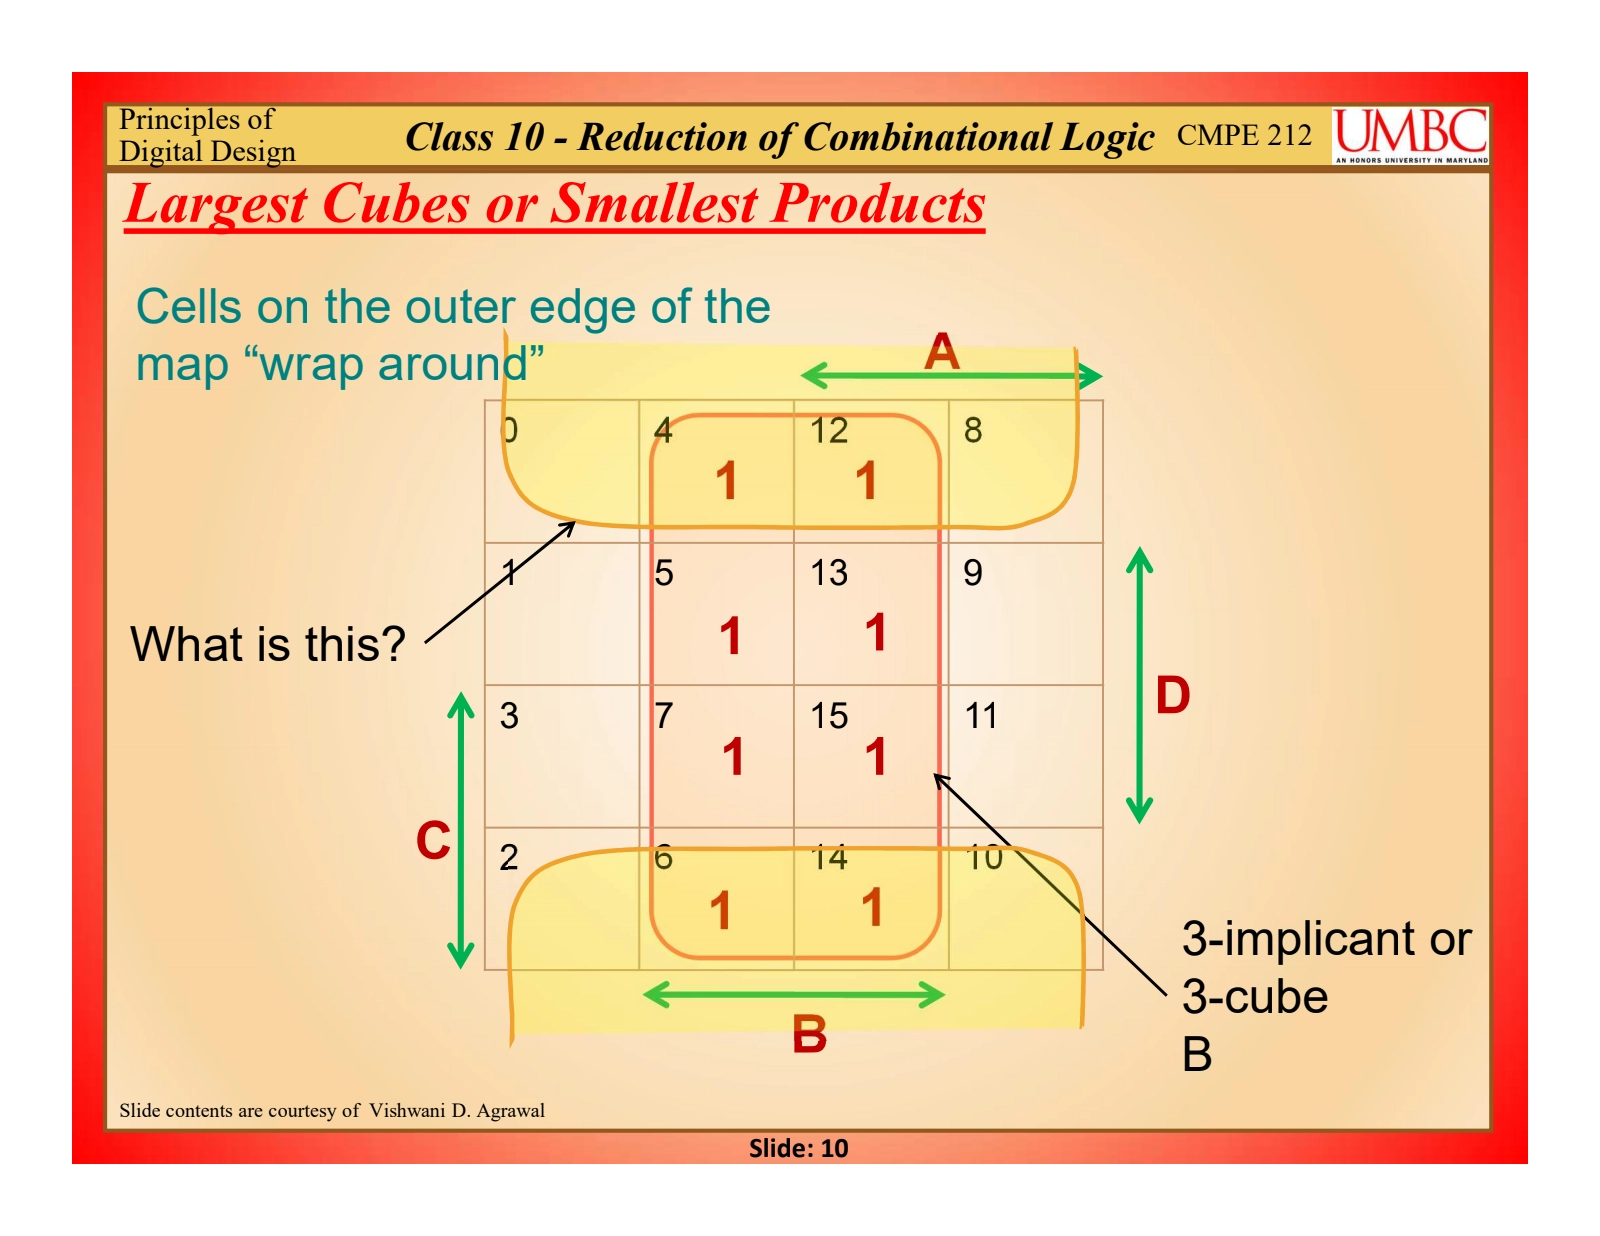 Principles of
Digital Design
Class 10 - Reduction of Combinational Logic
CMPE 212
UMBC
AN HONORS UNIVERSITY IN MARYLAND
Largest Cubes or Smallest Products
Cells on the outer edge of the
map “wrap around”
A
0 4 12 8
1 1
1 5 13 9
1 1
What is this?
D
3 7 15 11
1 1
C
2 6 14 10
1 1
B
3-implicant or
3-cube
B
Slide contents are courtesy of Vishwani D. Agrawal
Slide: 10